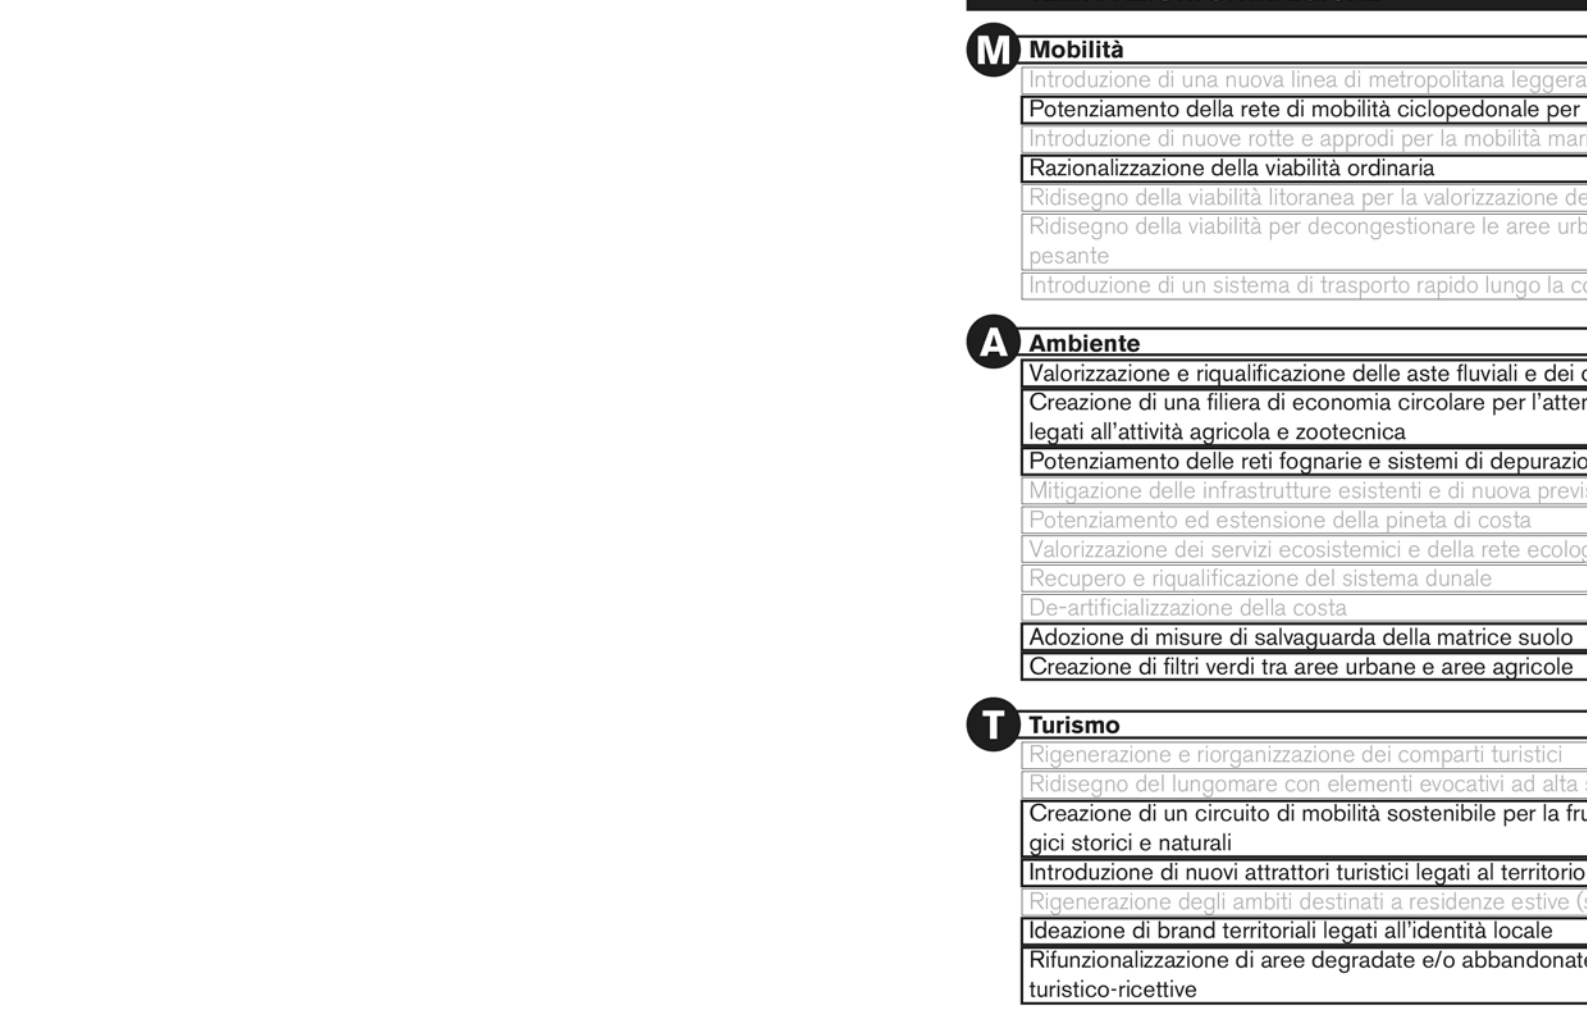 M Mobilità
Introduzione di una nuova linea di metropolitana leggera
Potenziamento della rete di mobilità ciclopedonale per
Introduzione di nuove rotte e approdi per la mobilità
Razionalizzazione della viabilità ordinaria
Ridisegno della viabilità litoranea per la valorizzazione
Ridisegno della viabilità per decongestionare le aree
pesante
Introduzione di un sistema di trasporto rapido lungo la
A Ambiente
Valorizzazione e riqualificazione delle aste fluviali e dei
Creazione di una filiera di economia circolare per l'
legati all'attività agricola e zootecnica
Potenziamento delle reti fognarie e sistemi di
Mitigazione delle infrastrutture esistenti e di nuova
Potenziamento ed estensione della pineta di costa
Valorizzazione dei servizi ecosistemici e della rete
Recupero e riqualificazione del sistema dunale
De-artificializzazione della costa
Adozione di misure di salvaguarda della matrice suolo
Creazione di filtri verdi tra aree urbane e aree agricole
T Turismo
Rigenerazione e riorganizzazione dei comparti turistici
Ridisegno del lungomare con elementi evocativi ad alta
Creazione di un circuito di mobilità sostenibile per la
gici storici e naturali
Introduzione di nuovi attrattori turistici legati al territorio
Rigenerazione degli ambiti destinati a residenze estive
Ideazione di brand territoriali legati all'identità locale
Rifunzionalizzazione di aree degradate e/o
turistico-ricettive